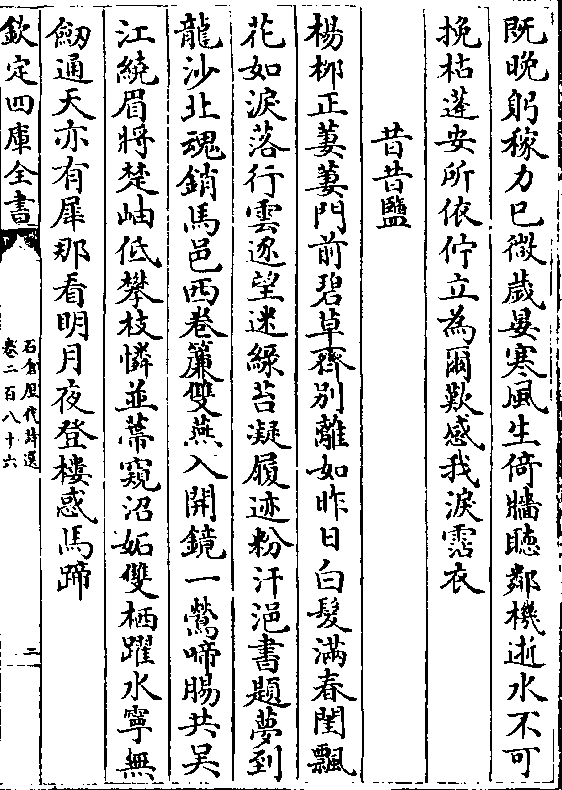 既晚躬稼力已微歲晏寒風生倚牆聽鄰機逝水不可
挽枯蓬安所依佇立為爾歎感我淚霑衣
昔昔鹽
楊柳正萋萋門前碧草齊別離如昨日白髮滿春閨飄
花如淚落行雲逐望迷綠苔凝履迹粉汗浥書題夢到
龍沙北魂銷馬邑西卷簾雙燕入開鏡一鶯啼腸共吳
江繞眉將楚岫低攀枝憐並蒂窺沼妬雙栖躍水寧無
劒通天亦有犀那看明月夜登樓惑馬蹄
欽定四庫全書
石倉歷代詩選
卷二百八十六
二